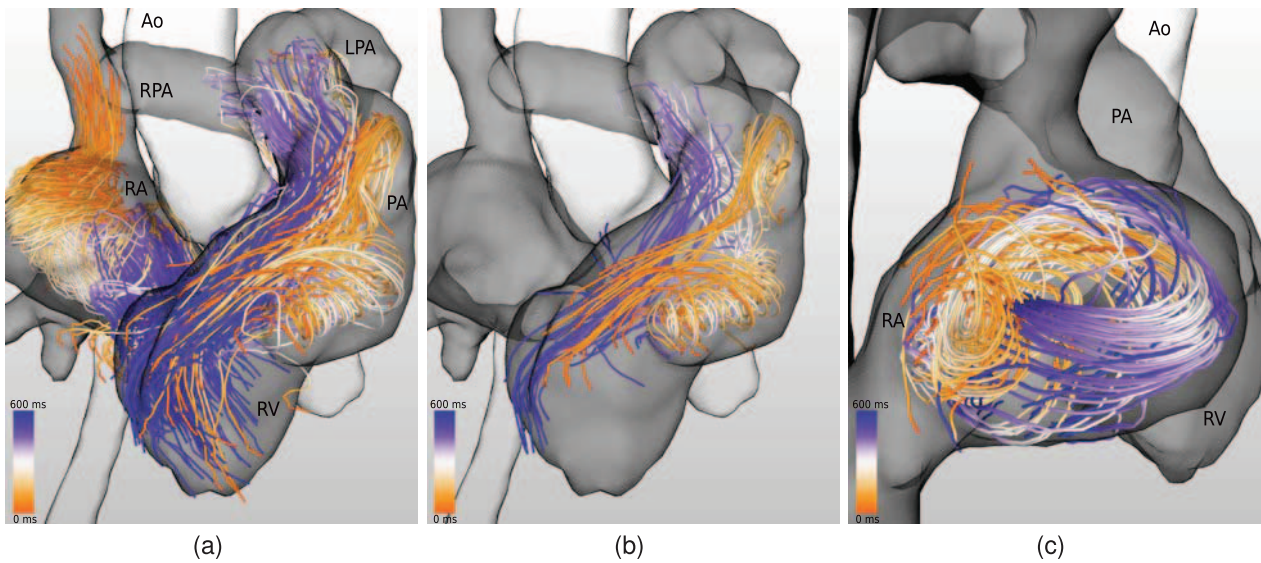 Ao
LPA
RPA
RA
PA
RV
600 ms
0 ms
(a)
600 ms
0 ms
(b)
Ao
PA
RA
RV
600 ms
0 ms
(c)